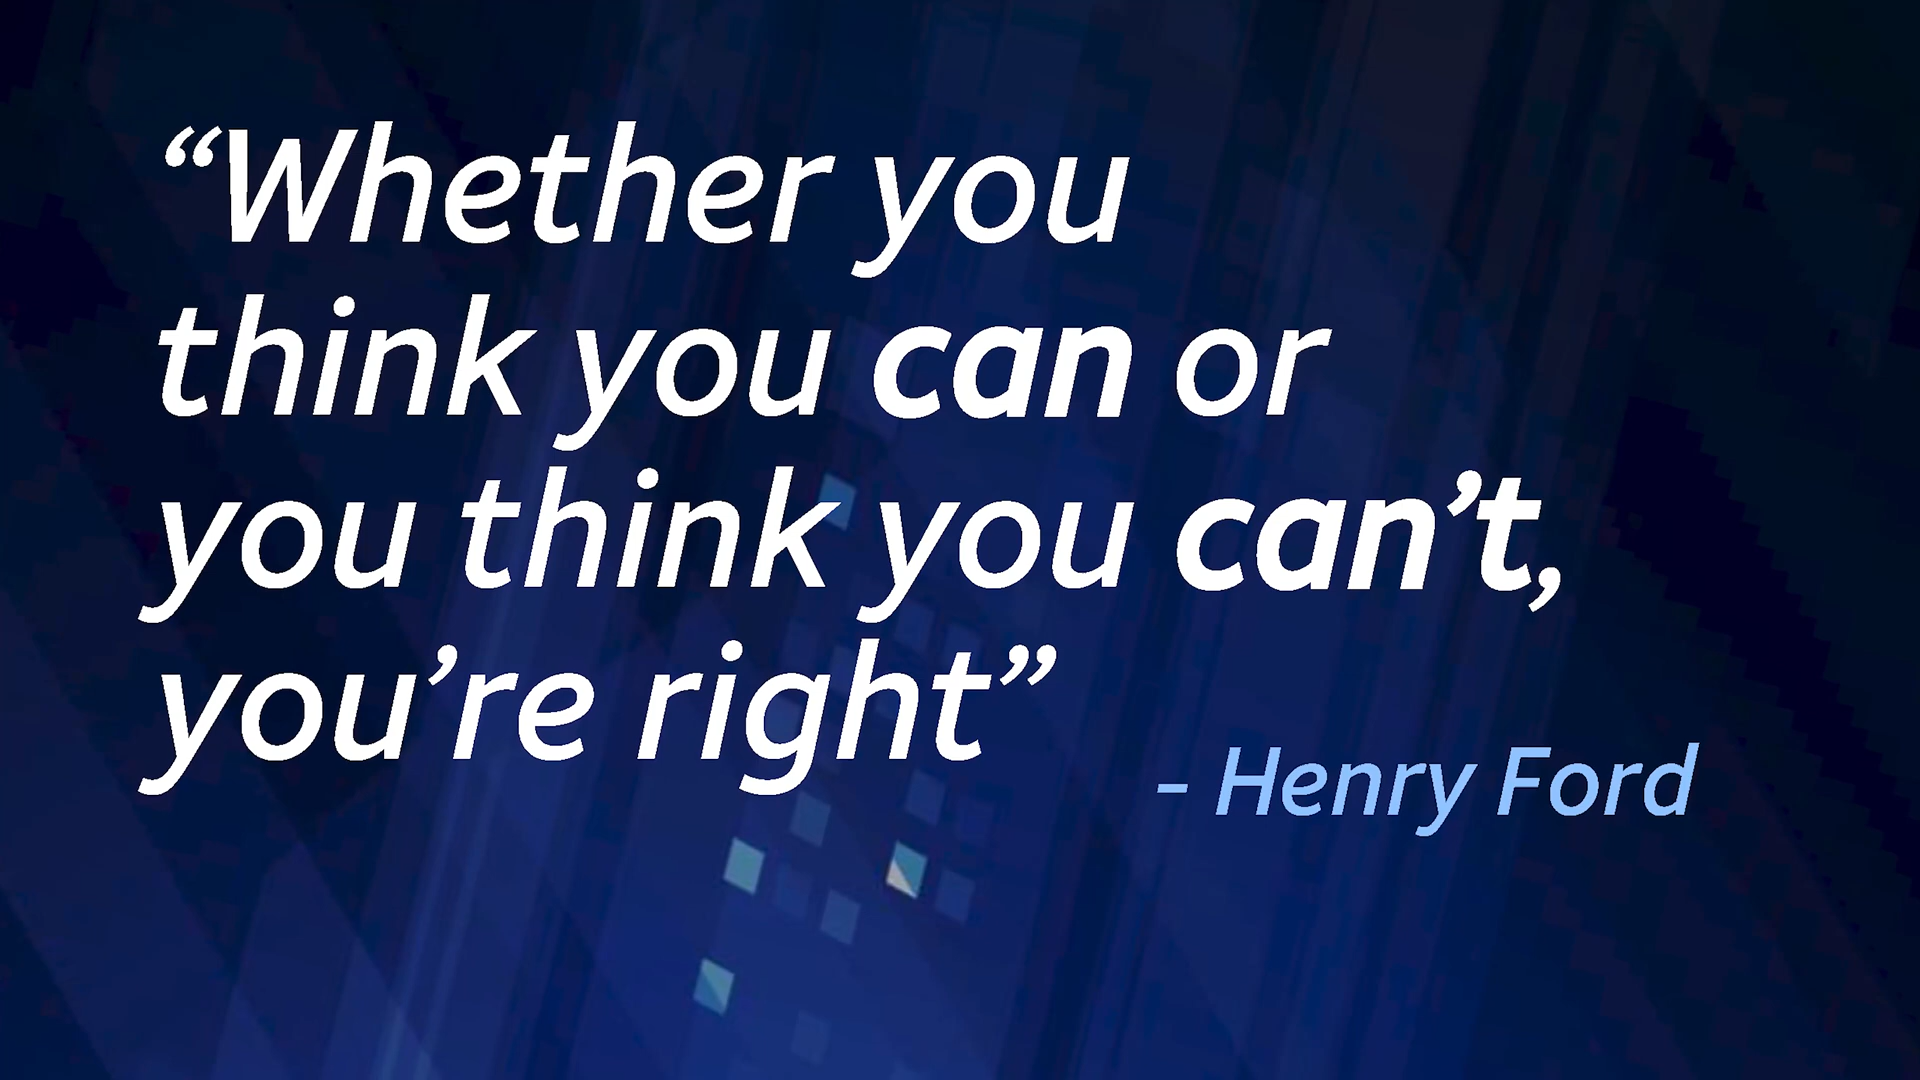 “Whether you
think you can or
you think you can’t,
you’re right”
- Henry Ford